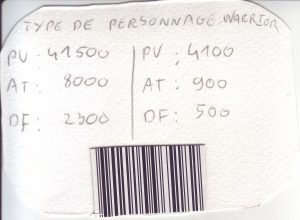 TYPE DE PERSONNAGE WARRIOR
PV: 41500 PV: 4100
AT: 8000 AT: 900
DF: 2300 DF: 500